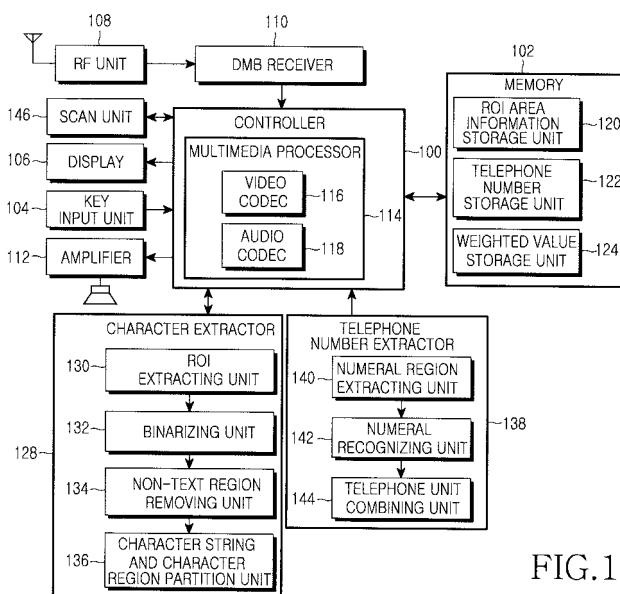 108
RF UNIT
110
DMB RECEIVER
102
MEMORY
ROI AREA
INFORMATION
STORAGE UNIT
120
TELEPHONE
NUMBER
STORAGE UNIT
122
WEIGHTED VALUE
STORAGE UNIT
124
146
SCAN UNIT
106
DISPLAY
104
KEY
INPUT UNIT
112
AMPLIFIER
CONTROLLER
100
MULTIMEDIA PROCESSOR
114
VIDEO
CODEC
116
AUDIO
CODEC
118
CHARACTER EXTRACTOR
128
130
ROI
EXTRACTING UNIT
132
BINARIZING UNIT
134
NON-TEXT REGION
REMOVING UNIT
136
CHARACTER STRING
AND CHARACTER
REGION PARTITION UNIT
TELEPHONE
NUMBER EXTRACTOR
138
140
NUMERAL REGION
EXTRACTING UNIT
142
NUMERAL
RECOGNIZING UNIT
144
TELEPHONE UNIT
COMBINING UNIT
FIG.1